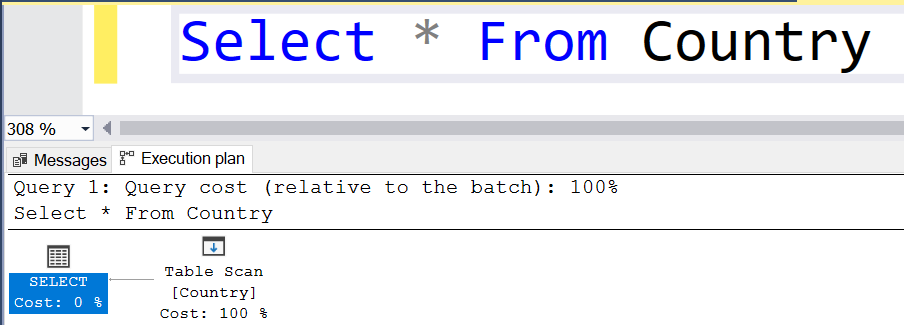 Select * From Country
308 %
Messages Execution plan
Query 1: Query cost (relative to the batch): 100%
Select * From Country
SELECT
Cost: 0 %
Table Scan
[Country]
Cost: 100 %